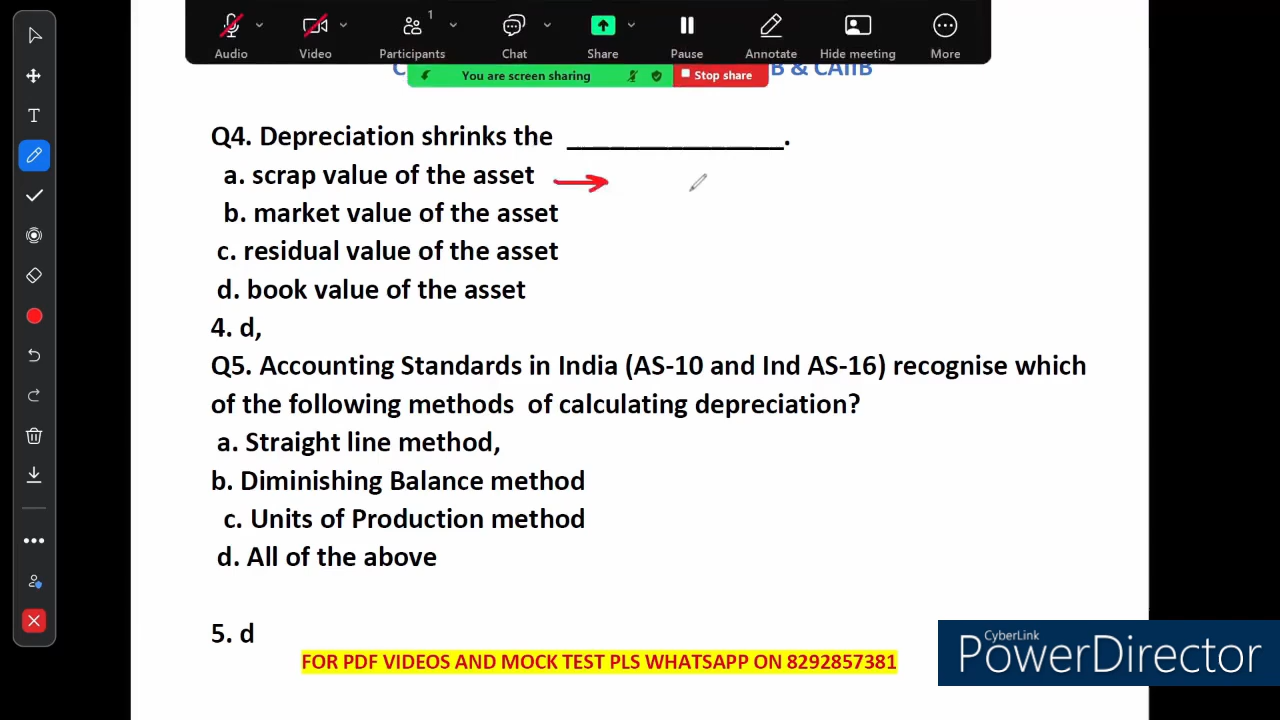 1
Audio
Video
Participants
Chat
Share
Pause
Annotate
Hide meeting
More
B & CAIIB
You are screen sharing
Stop share
T
Q4. Depreciation shrinks the _______________.
a. scrap value of the asset
b. market value of the asset
c. residual value of the asset
d. book value of the asset
4. d,
Q5. Accounting Standards in India (AS-10 and Ind AS-16) recognise which
of the following methods of calculating depreciation?
a. Straight line method,
b. Diminishing Balance method
c. Units of Production method
d. All of the above
5. d
FOR PDF VIDEOS AND MOCK TEST PLS WHATSAPP ON 8292857381
CyberLink
PowerDirector